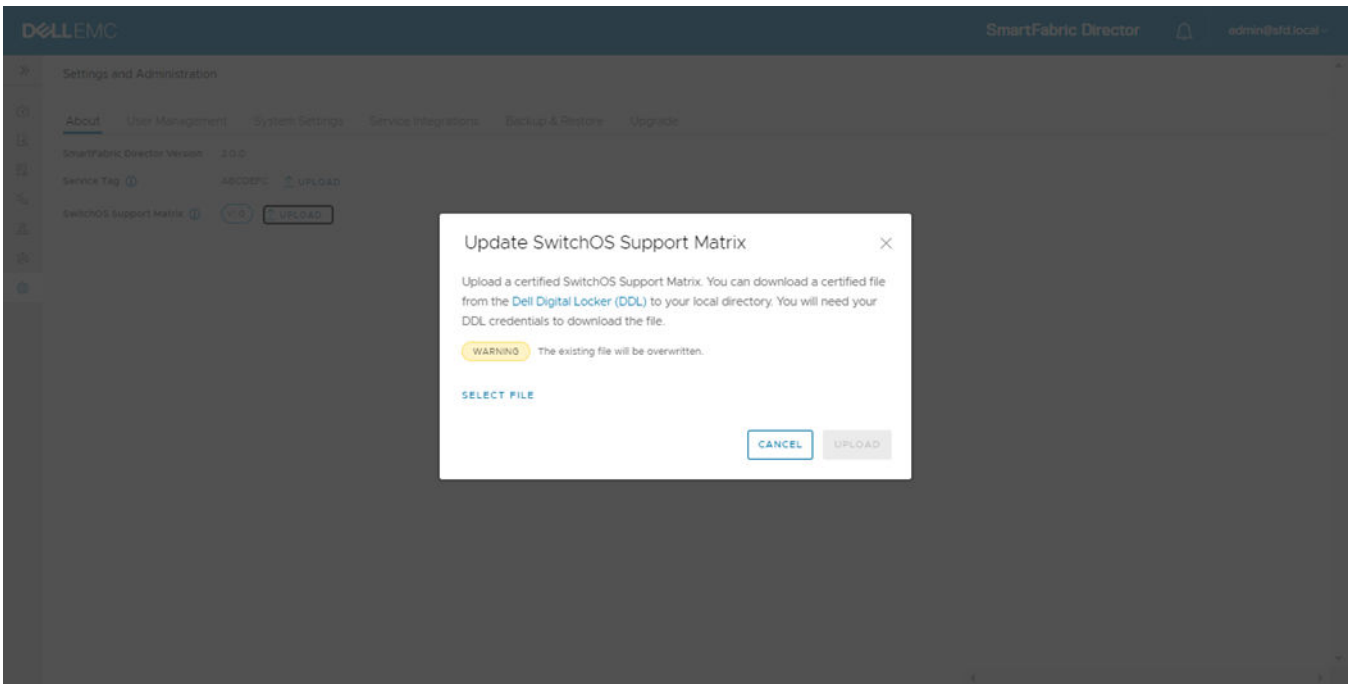 DELLEMC
SmartFabric Director
admin@sfd.local
Settings and Administration
About User Management System Settings Service Integrations Backup & Restore Upgrade
SmartFabric Director Version 2.0.0
Service Tag UPLOAD
SwitchOS Support Matrix UPLOAD
Update SwitchOS Support Matrix
Upload a certified SwitchOS Support Matrix. You can download a certified file
from the Dell Digital Locker (DDL) to your local directory. You will need your
DDL credentials to download the file.
WARNING The existing file will be overwritten.
SELECT FILE
CANCEL UPLOAD